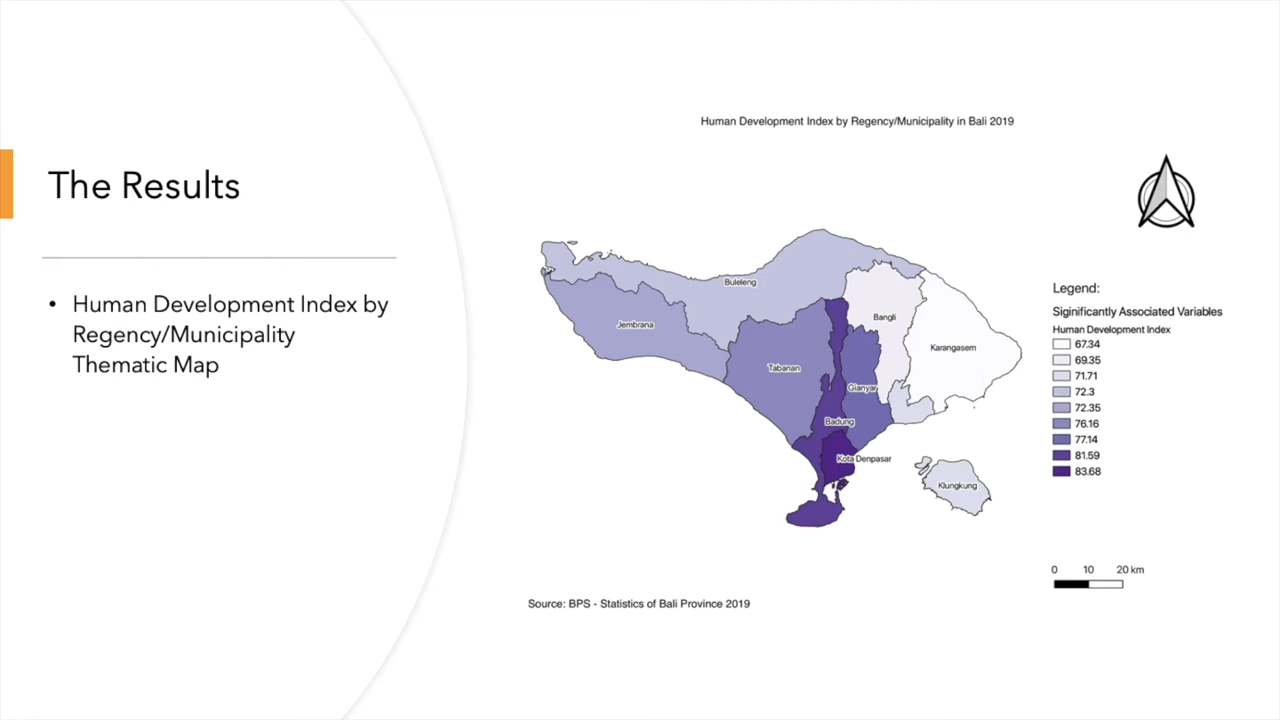 The Results
• Human Development Index by
Regency/Municipality
Thematic Map
Human Development Index by Regency/Municipality in Bali 2019
Buleleng
Jembrana
Bangli
Karangasem
Tabanan
Gianyar
Badung
Kota Denpasar
Klungkung
Legend:
Siginificantly Associated Variables
Human Development Index
67.34
69.35
71.71
72.3
72.35
76.16
77.14
81.59
83.68
0 10 20 km
Source: BPS - Statistics of Bali Province 2019